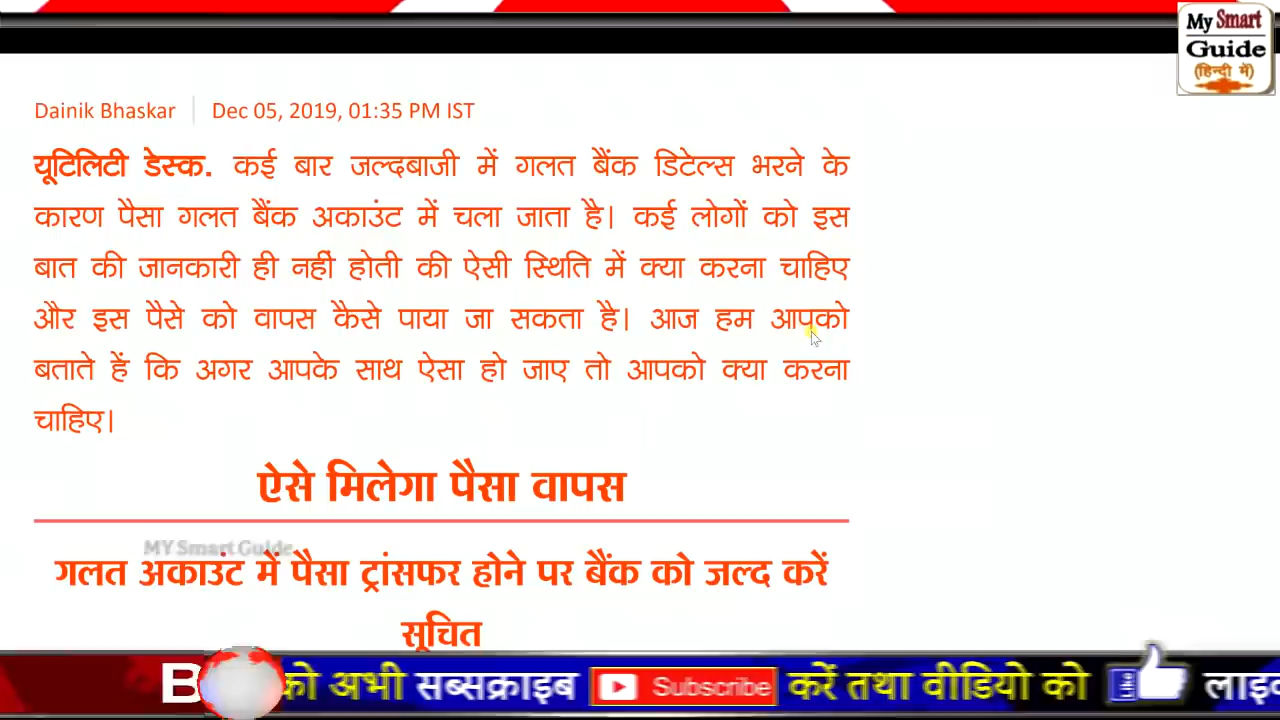 My Smart
Guide
(हिन्दी में)
Dainik Bhaskar Dec 05, 2019, 01:35 PM IST
यूटिलिटी डेस्क. कई बार जल्दबाजी में गलत बैंक डिटेल्स भरने के
कारण पैसा गलत बैंक अकाउंट में चला जाता है। कई लोगों को इस
बात की जानकारी ही नहीं होती की ऐसी स्थिति में क्या करना चाहिए
और इस पैसे को वापस कैसे पाया जा सकता है। आज हम आपको
बताते हें कि अगर आपके साथ ऐसा हो जाए तो आपको क्या करना
चाहिए।
ऐसे मिलेगा पैसा वापस
MY Smart Guide
गलत अकाउंट में पैसा ट्रांसफर होने पर बैंक को जल्द करें
सूचित
को अभी सब्सक्राइब Subscribe करें तथा वीडियो को लाइक